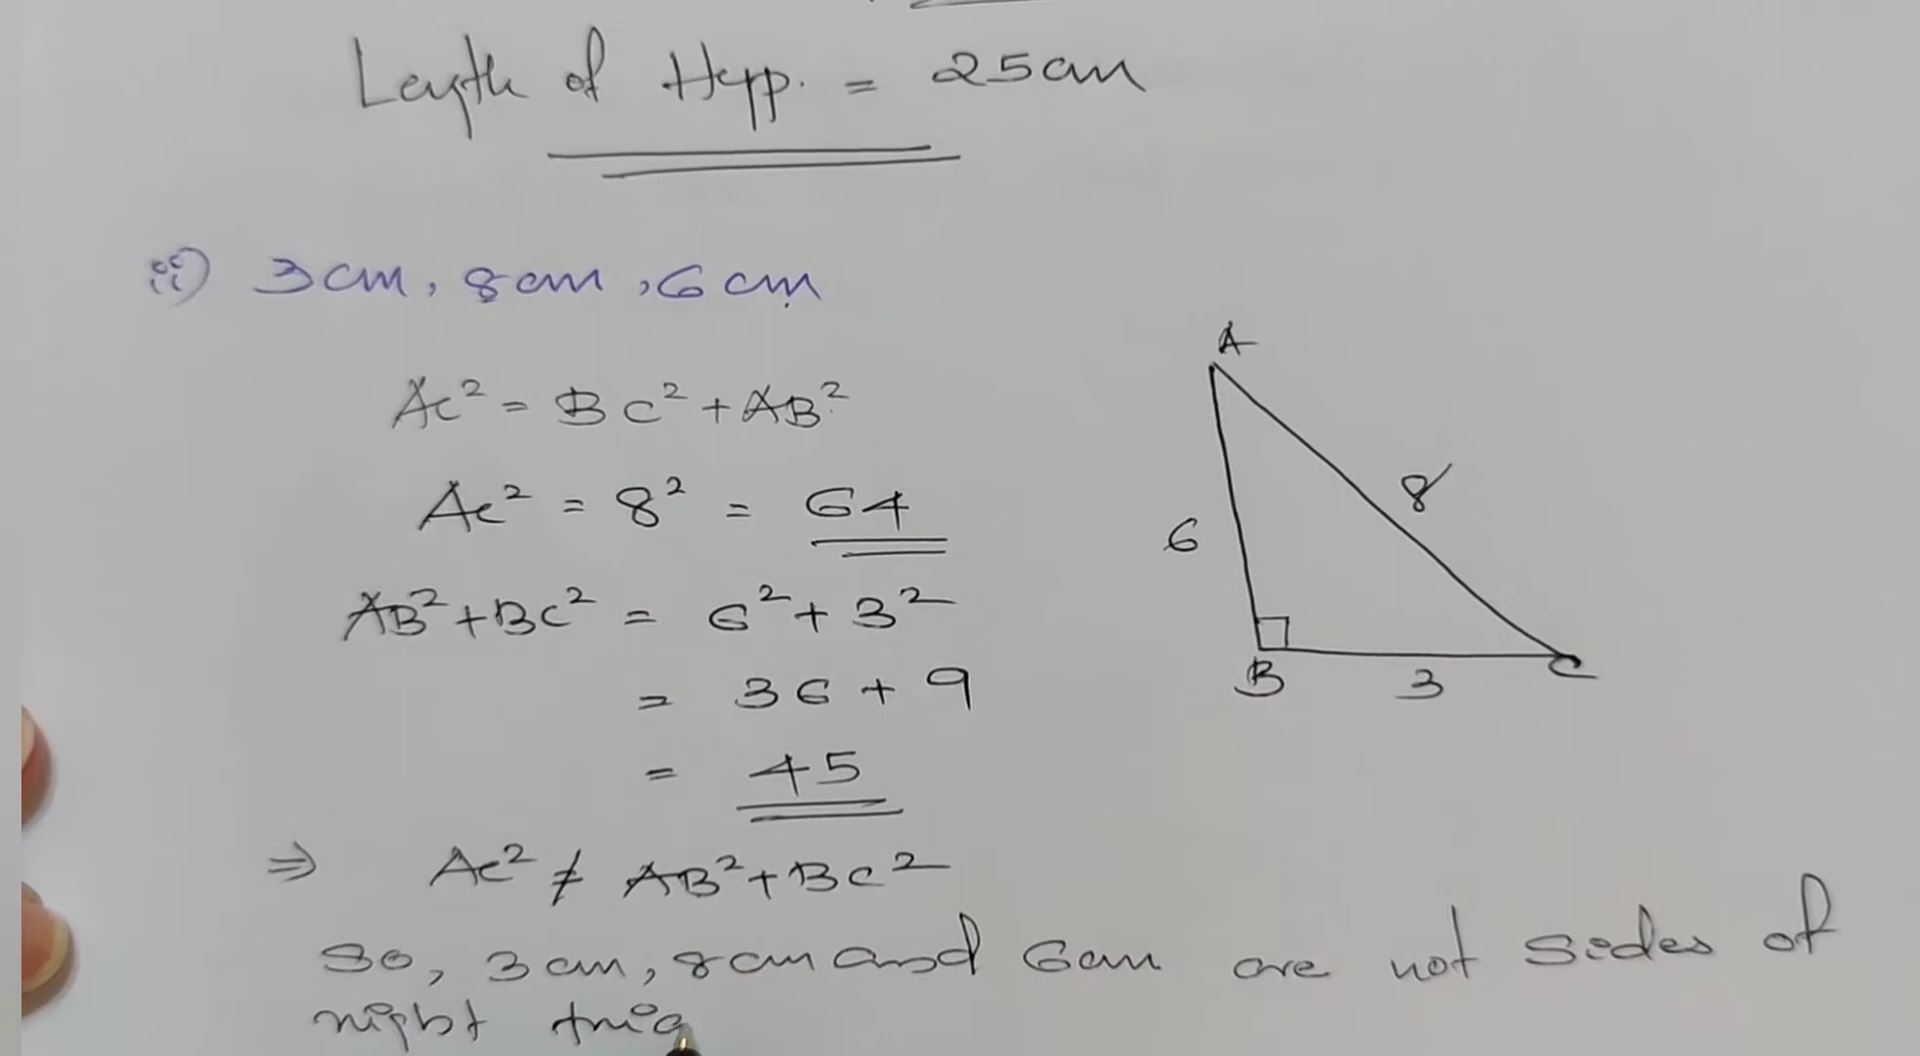 Length of Hyp. = 25cm
ii) 3cm, 8cm, 6cm
AC² = BC² + AB²
AC² = 8² = 64
AB² + BC² = 6² + 3²
= 36 + 9
= 45
⇒ AC² ≠ AB² + BC²
So, 3cm, 8cm and 6cm are not sides of
right tria
A
8
6
B
3
C